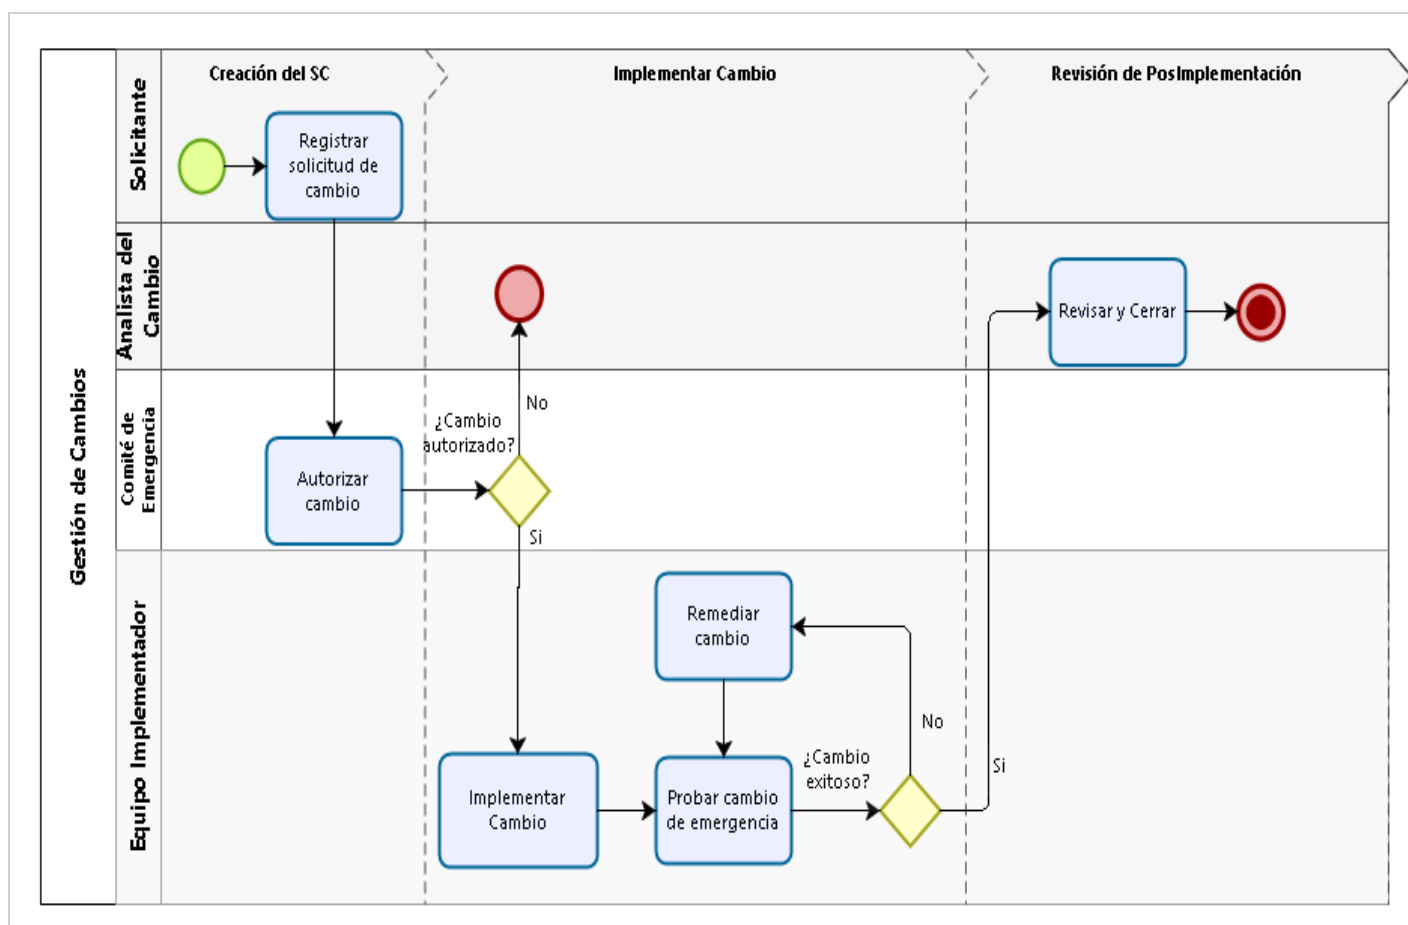 Gestión de Cambios
Creación del SC
Implementar Cambio
Revisión de PosImplementación
Solicitante
Registrar
solicitud de
cambio
Analista del
Cambio
Revisar y Cerrar
Comité de
Emergencia
Autorizar
cambio
¿Cambio
autorizado?
No
Si
Equipo Implementador
Remediar
cambio
Implementar
Cambio
Probar cambio
de emergencia
¿Cambio
exitoso?
No
Si